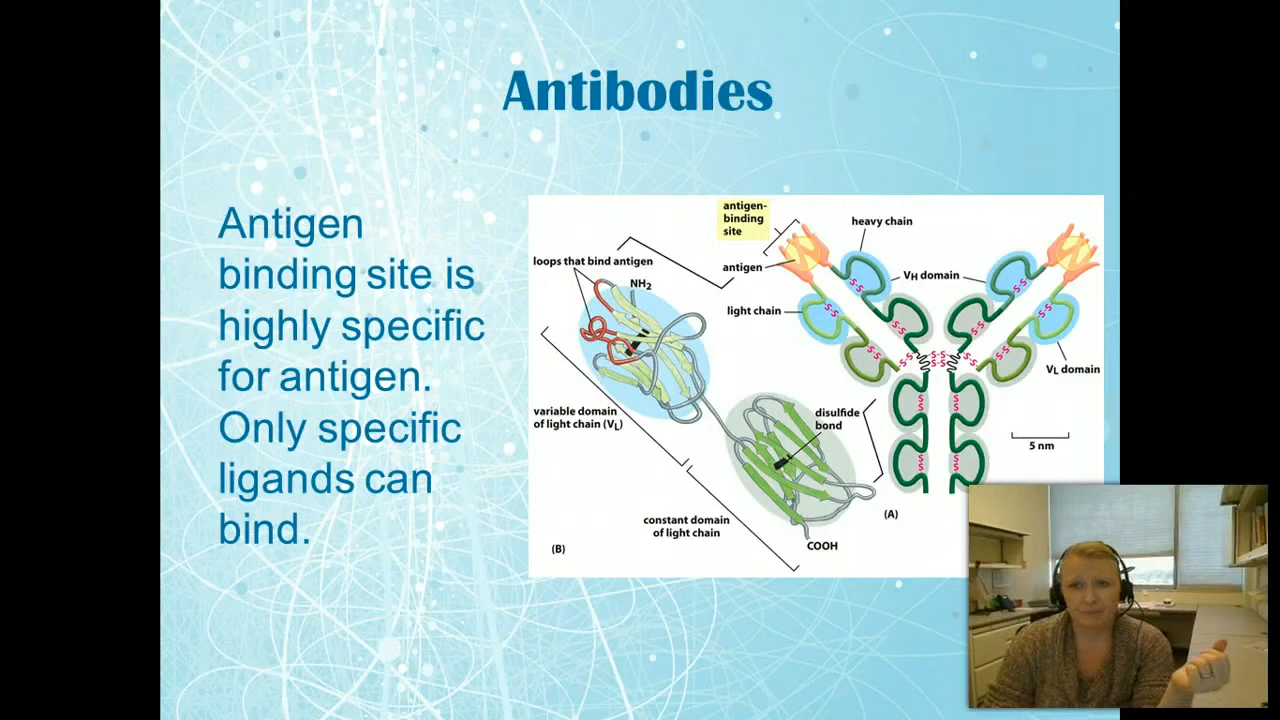 Antibodies
Antigen
binding site is
highly specific
for antigen.
Only specific
ligands can
bind.
antigen-
binding
site
heavy chain
loops that bind antigen
antigen
NH2
VH domain
light chain
S-S
S-S
S-S
S-S
S-S
S-S
S-S
S-S
S-S
S-S
S-S
S-S
VL domain
variable domain
of light chain (VL)
disulfide
bond
S-S
S-S
5 nm
S-S
S-S
constant domain
of light chain
(A)
COOH
(B)